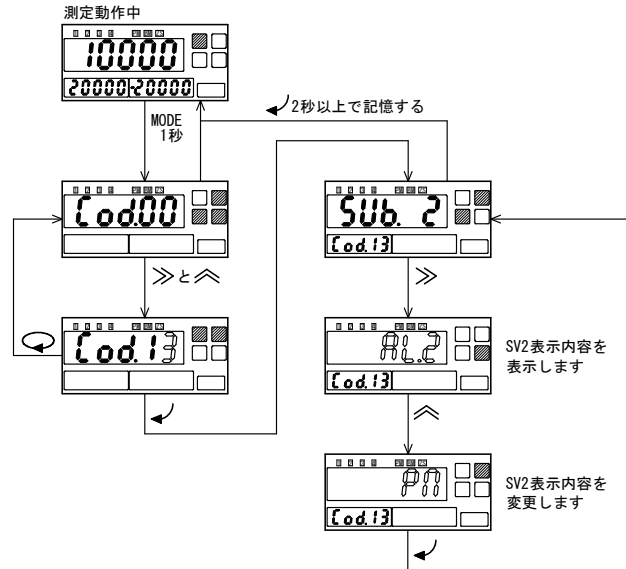 測定動作中
10000
20000 -20000
MODE
1秒
2秒以上で記憶する
Cod.00
≫と︽
Cod.13
SUb. 2
Cod.13
≫
AL.2
Cod.13
SV2表示内容を
表示します
︽
PM
Cod.13
SV2表示内容を
変更します